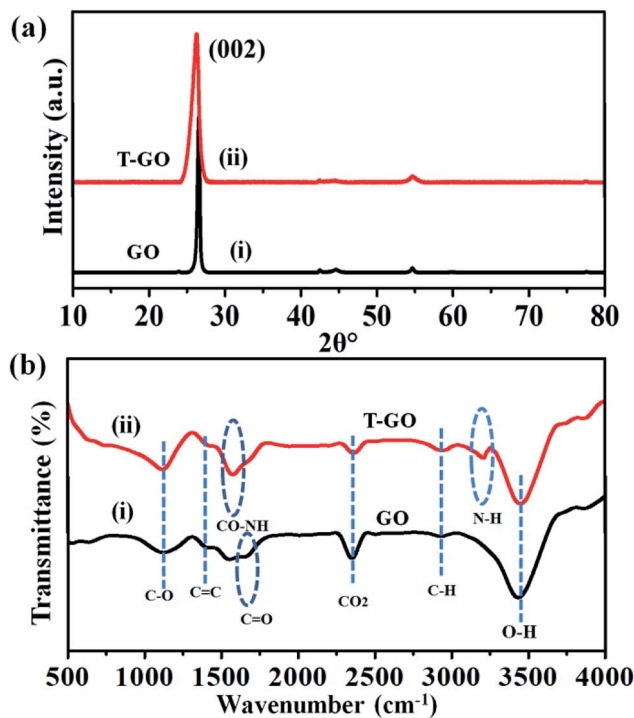 (a)
(002)
T-GO
(ii)
GO
(i)
Intensity (a.u.)
10 20 30 40 50 60 70 80
2θ°
(b)
(ii)
T-GO
(i)
CO-NH
GO
N-H
C-O
C=C
C=O
CO2
C-H
O-H
Transmittance (%)
500 1000 1500 2000 2500 3000 3500 4000
Wavenumber (cm-1)